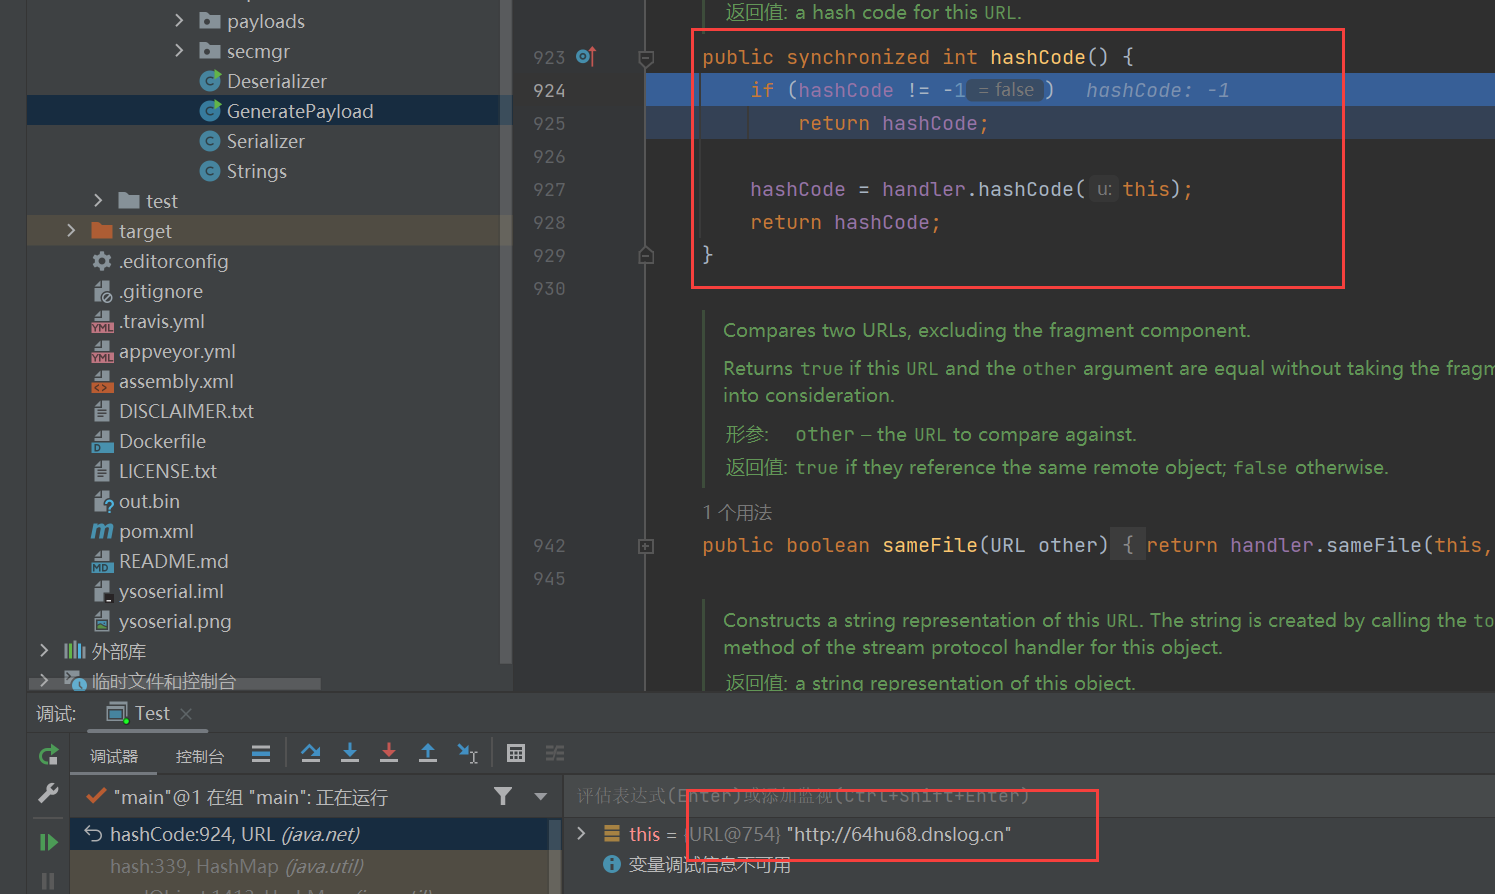 payloads
secmgr
Deserializer
GeneratePayload
Serializer
Strings
test
target
.editorconfig
.gitignore
.travis.yml
appveyor.yml
assembly.xml
DISCLAIMER.txt
Dockerfile
LICENSE.txt
out.bin
pom.xml
README.md
ysoserial.iml
ysoserial.png
外部库
临时文件和控制台
返回值: a hash code for this URL.
923 public synchronized int hashCode() {
924 if (hashCode != -1 = false ) hashCode: -1
925 return hashCode;
926
927 hashCode = handler.hashCode( u: this);
928 return hashCode;
929 }
930
Compares two URLs, excluding the fragment component.
Returns true if this URL and the other argument are equal without taking the fragm
into consideration.
形参: other – the URL to compare against.
返回值: true if they reference the same remote object; false otherwise.
1 个用法
942 public boolean sameFile(URL other) { return handler.sameFile(this,
945
Constructs a string representation of this URL. The string is created by calling the to
method of the stream protocol handler for this object.
返回值: a string representation of this object.
调试: Test
调试器 控制台
"main"@1 在组 "main": 正在运行
评估表达式(Enter)或添加监视(Ctrl+Shift+Enter)
hashCode:924, URL (java.net)
this = {URL@754} "http://64hu68.dnslog.cn"
hash:339, HashMap (java.util)
变量调试信息不可用